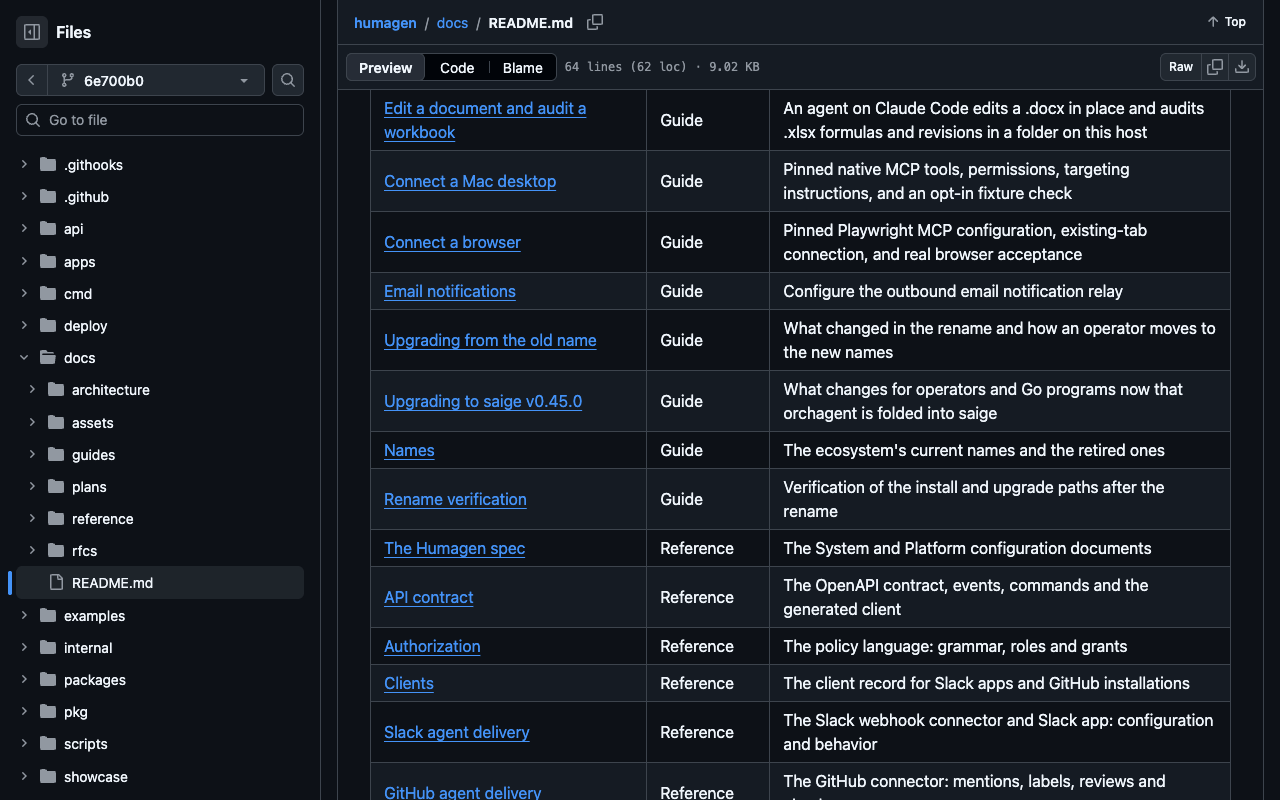 Files
6e700b0
Go to file
.githooks
.github
api
apps
cmd
deploy
docs
architecture
assets
guides
plans
reference
rfcs
README.md
examples
internal
packages
pkg
scripts
showcase
humagen / docs / README.md
Top
Preview Code Blame 64 lines (62 loc) · 9.02 KB
Raw
Edit a document and audit a
workbook
Guide
An agent on Claude Code edits a .docx in place and audits
.xlsx formulas and revisions in a folder on this host
Connect a Mac desktop
Guide
Pinned native MCP tools, permissions, targeting
instructions, and an opt-in fixture check
Connect a browser
Guide
Pinned Playwright MCP configuration, existing-tab
connection, and real browser acceptance
Email notifications
Guide
Configure the outbound email notification relay
Upgrading from the old name
Guide
What changed in the rename and how an operator moves to
the new names
Upgrading to saige v0.45.0
Guide
What changes for operators and Go programs now that
orchagent is folded into saige
Names
Guide
The ecosystem's current names and the retired ones
Rename verification
Guide
Verification of the install and upgrade paths after the
rename
The Humagen spec
Reference
The System and Platform configuration documents
API contract
Reference
The OpenAPI contract, events, commands and the
generated client
Authorization
Reference
The policy language: grammar, roles and grants
Clients
Reference
The client record for Slack apps and GitHub installations
Slack agent delivery
Reference
The Slack webhook connector and Slack app: configuration
and behavior
GitHub agent delivery
Reference
The GitHub connector: mentions, labels, reviews and